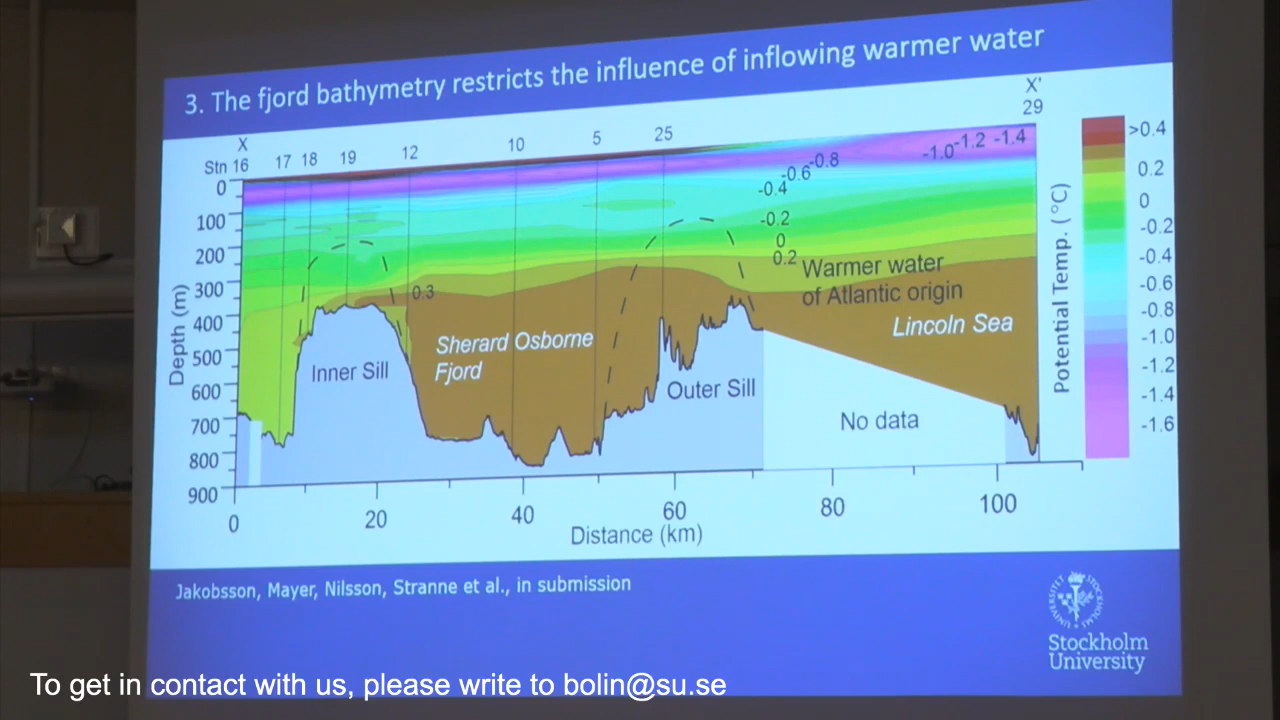 3. The fjord bathymetry restricts the influence of inflowing warmer water
X
X'
Stn 16 17 18 19 12 10 5 25 29
0
100
200
300
400
500
600
700
800
900
Depth (m)
-0.4
-0.6
-0.8
-1.0
-1.2
-1.4
-0.2
0
0.2
0.3
Warmer water
of Atlantic origin
Lincoln Sea
Sherard Osborne
Fjord
Inner Sill
Outer Sill
No data
0 20 40 60 80 100
Distance (km)
Potential Temp. (°C)
>0.4
0.2
0
-0.2
-0.4
-0.6
-0.8
-1.0
-1.2
-1.4
-1.6
Jakobsson, Mayer, Nilsson, Stranne et al., in submission
Stockholm
University
To get in contact with us, please write to bolin@su.se